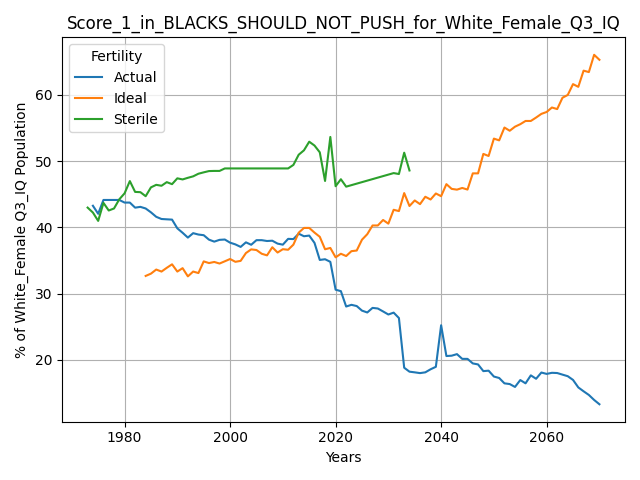 Score_1_in_BLACKS_SHOULD_NOT_PUSH_for_White_Female_Q3_IQ
Fertility
Actual
Ideal
Sterile
% of White_Female Q3_IQ Population
60
50
40
30
20
1980 2000 2020 2040 2060
Years